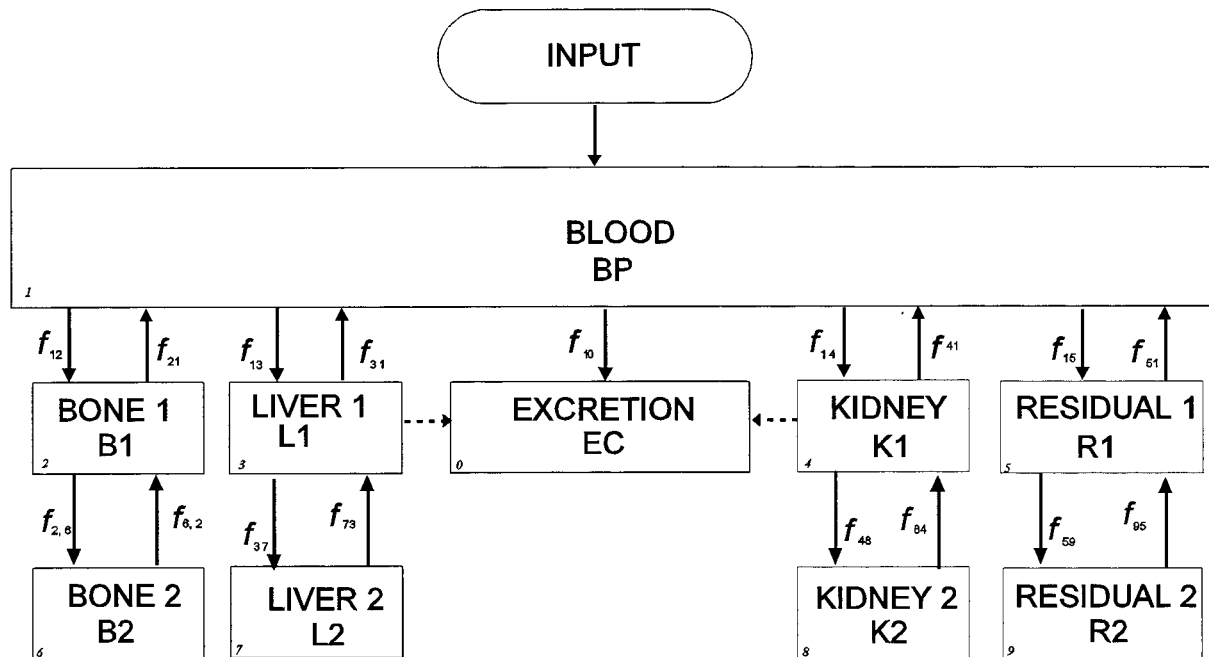 INPUT
BLOOD
BP
1
f12 f21 f13 f31 f10 f14 f41 f15 f51
BONE 1
B1
2
LIVER 1
L1
3
EXCRETION
EC
0
KIDNEY
K1
4
RESIDUAL 1
R1
5
f2,6 f6,2 f37 f73 f48 f84 f59 f95
BONE 2
B2
6
LIVER 2
L2
7
KIDNEY 2
K2
8
RESIDUAL 2
R2
9